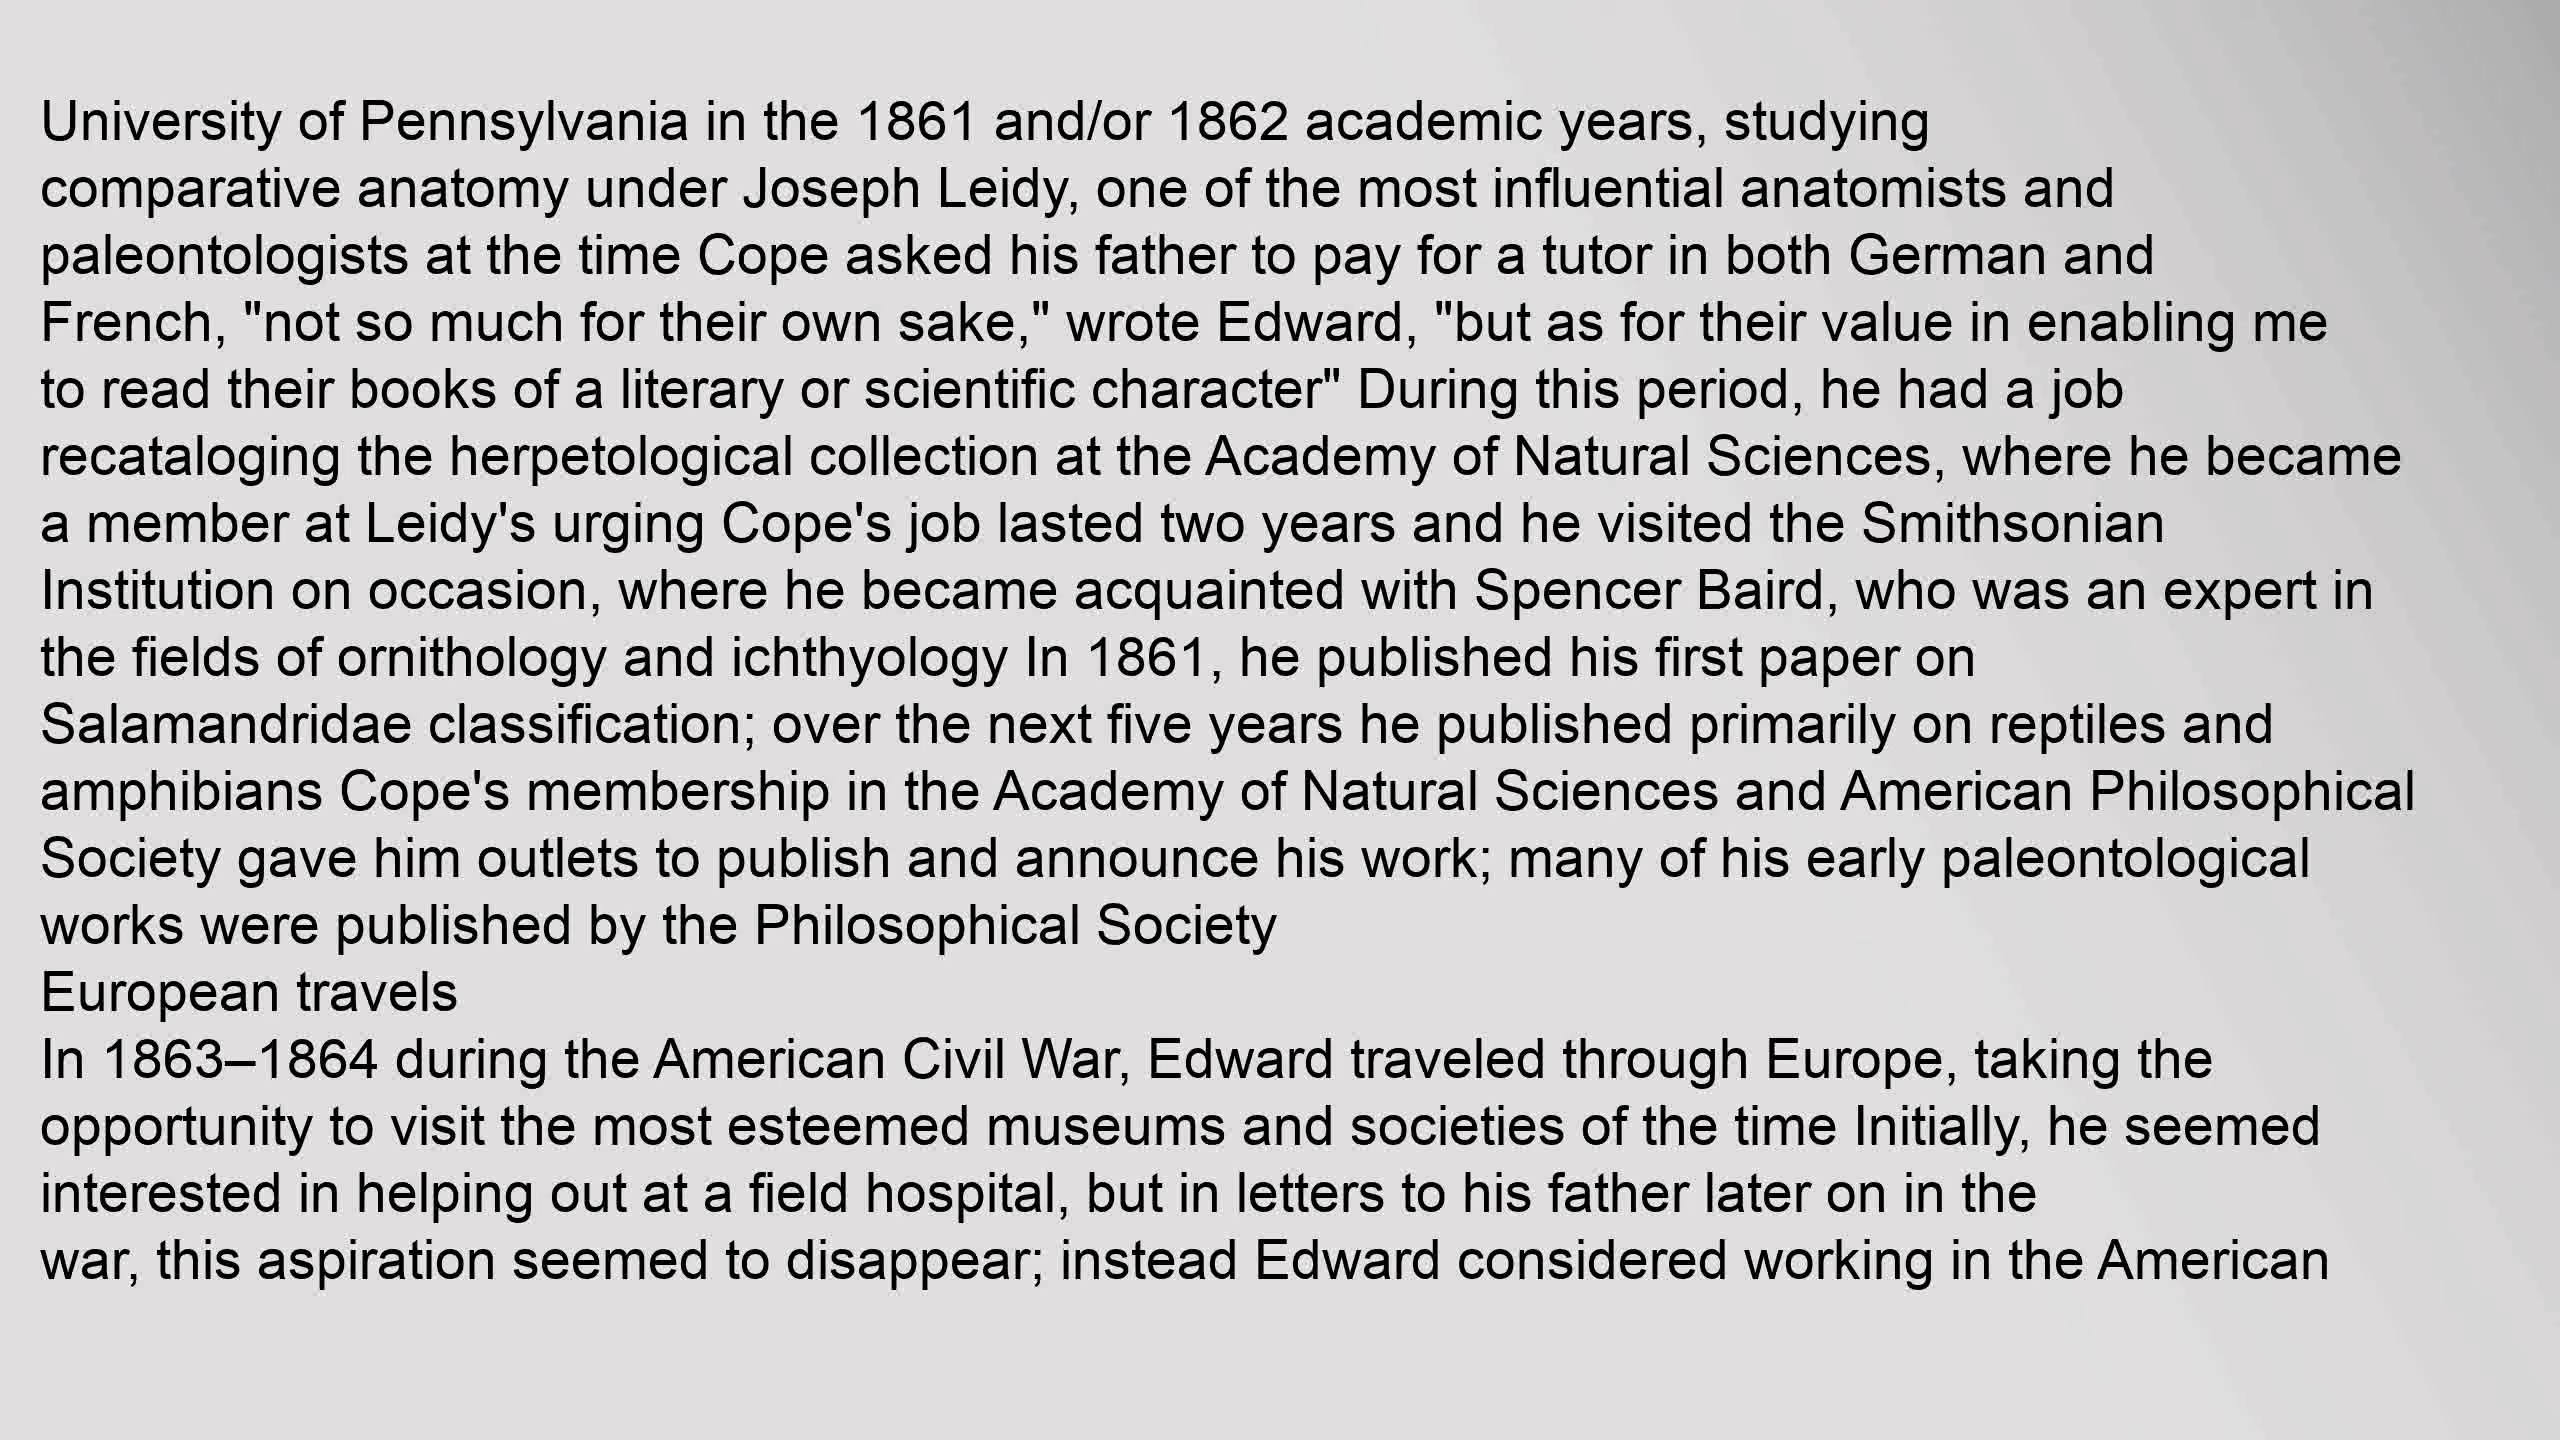 University of Pennsylvania in the 1861 and/or 1862 academic years, studying
comparative anatomy under Joseph Leidy, one of the most influential anatomists and
paleontologists at the time Cope asked his father to pay for a tutor in both German and
French, "not so much for their own sake," wrote Edward, "but as for their value in enabling me
to read their books of a literary or scientific character" During this period, he had a job
recataloging the herpetological collection at the Academy of Natural Sciences, where he became
a member at Leidy's urging Cope's job lasted two years and he visited the Smithsonian
Institution on occasion, where he became acquainted with Spencer Baird, who was an expert in
the fields of ornithology and ichthyology In 1861, he published his first paper on
Salamandridae classification; over the next five years he published primarily on reptiles and
amphibians Cope's membership in the Academy of Natural Sciences and American Philosophical
Society gave him outlets to publish and announce his work; many of his early paleontological
works were published by the Philosophical Society
European travels
In 1863–1864 during the American Civil War, Edward traveled through Europe, taking the
opportunity to visit the most esteemed museums and societies of the time Initially, he seemed
interested in helping out at a field hospital, but in letters to his father later on in the
war, this aspiration seemed to disappear; instead Edward considered working in the American